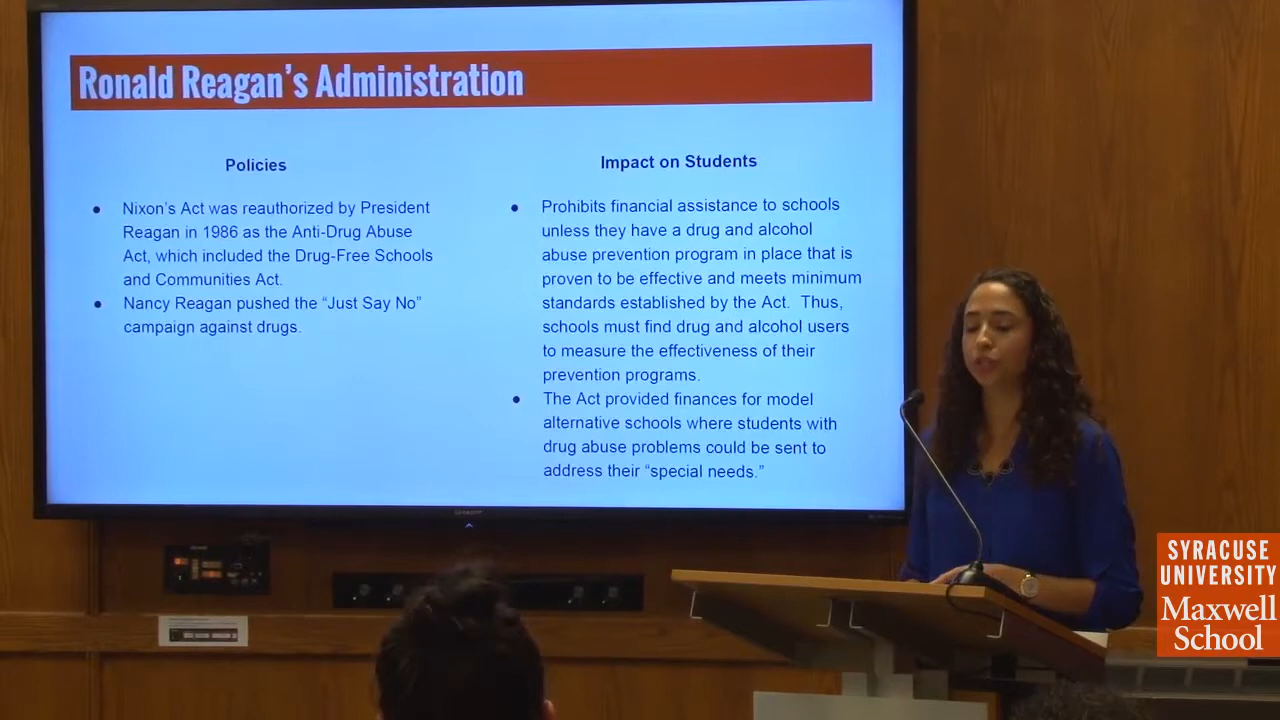 Ronald Reagan's Administration
Policies
● Nixon's Act was reauthorized by President
Reagan in 1986 as the Anti-Drug Abuse
Act, which included the Drug-Free Schools
and Communities Act.
● Nancy Reagan pushed the “Just Say No”
campaign against drugs.
Impact on Students
● Prohibits financial assistance to schools
unless they have a drug and alcohol
abuse prevention program in place that is
proven to be effective and meets minimum
standards established by the Act. Thus,
schools must find drug and alcohol users
to measure the effectiveness of their
prevention programs.
● The Act provided finances for model
alternative schools where students with
drug abuse problems could be sent to
address their “special needs.”
SHARP
SYRACUSE
UNIVERSITY
Maxwell
School